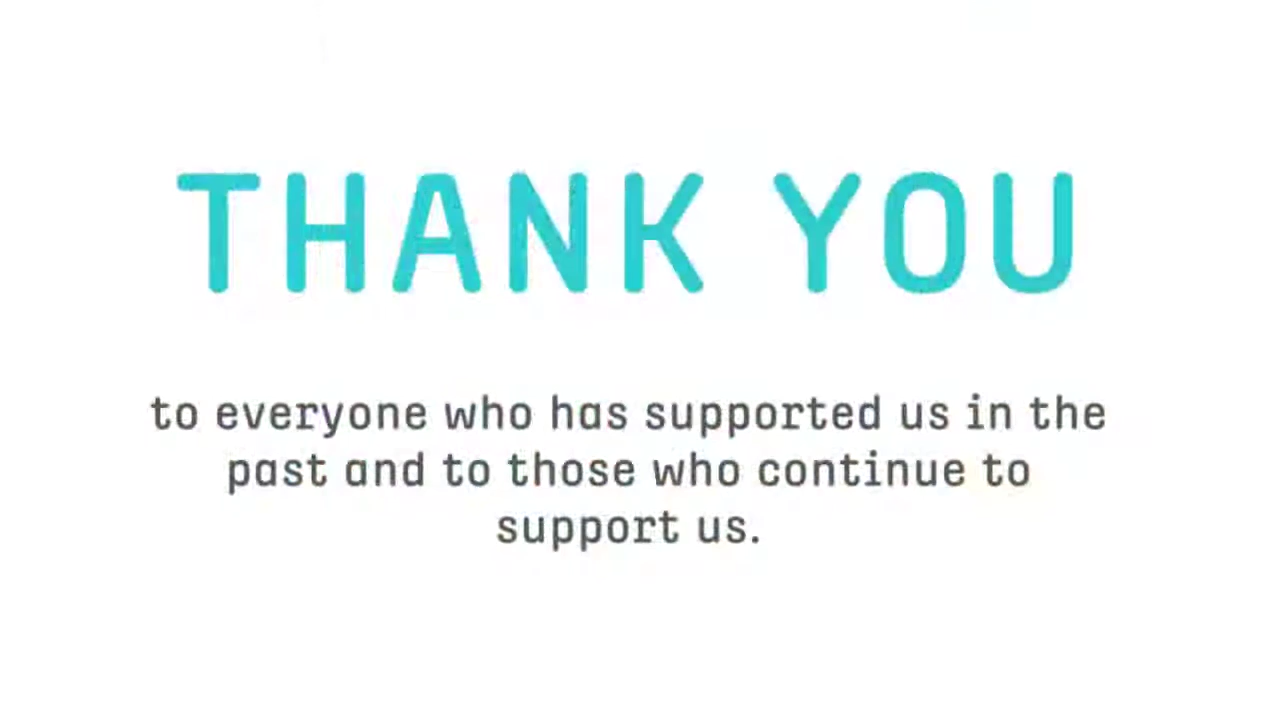 THANK YOU
to everyone who has supported us in the
past and to those who continue to
support us.